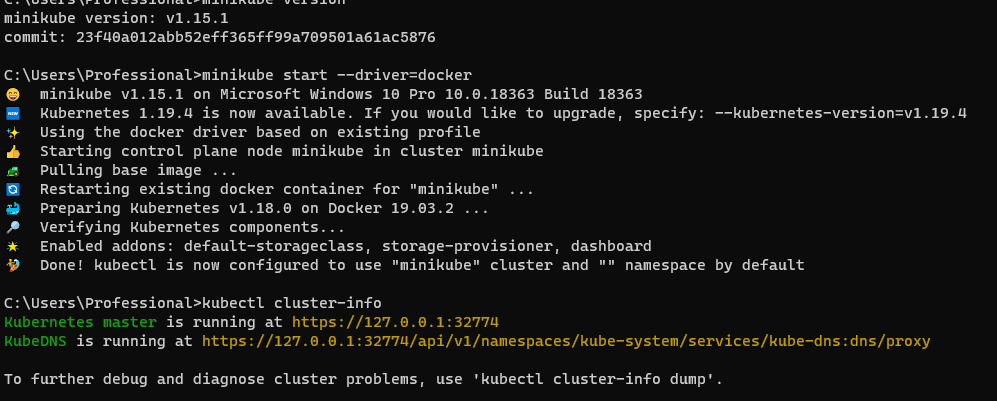 C:\Users\Professional>minikube version
minikube version: v1.15.1
commit: 23f40a012abb52eff365ff99a709501a61ac5876
C:\Users\Professional>minikube start --driver=docker
minikube v1.15.1 on Microsoft Windows 10 Pro 10.0.18363 Build 18363
Kubernetes 1.19.4 is now available. If you would like to upgrade, specify: --kubernetes-version=v1.19.4
Using the docker driver based on existing profile
Starting control plane node minikube in cluster minikube
Pulling base image ...
Restarting existing docker container for "minikube" ...
Preparing Kubernetes v1.18.0 on Docker 19.03.2 ...
Verifying Kubernetes components...
Enabled addons: default-storageclass, storage-provisioner, dashboard
Done! kubectl is now configured to use "minikube" cluster and "" namespace by default
C:\Users\Professional>kubectl cluster-info
Kubernetes master is running at https://127.0.0.1:32774
KubeDNS is running at https://127.0.0.1:32774/api/v1/namespaces/kube-system/services/kube-dns:dns/proxy
To further debug and diagnose cluster problems, use 'kubectl cluster-info dump'.